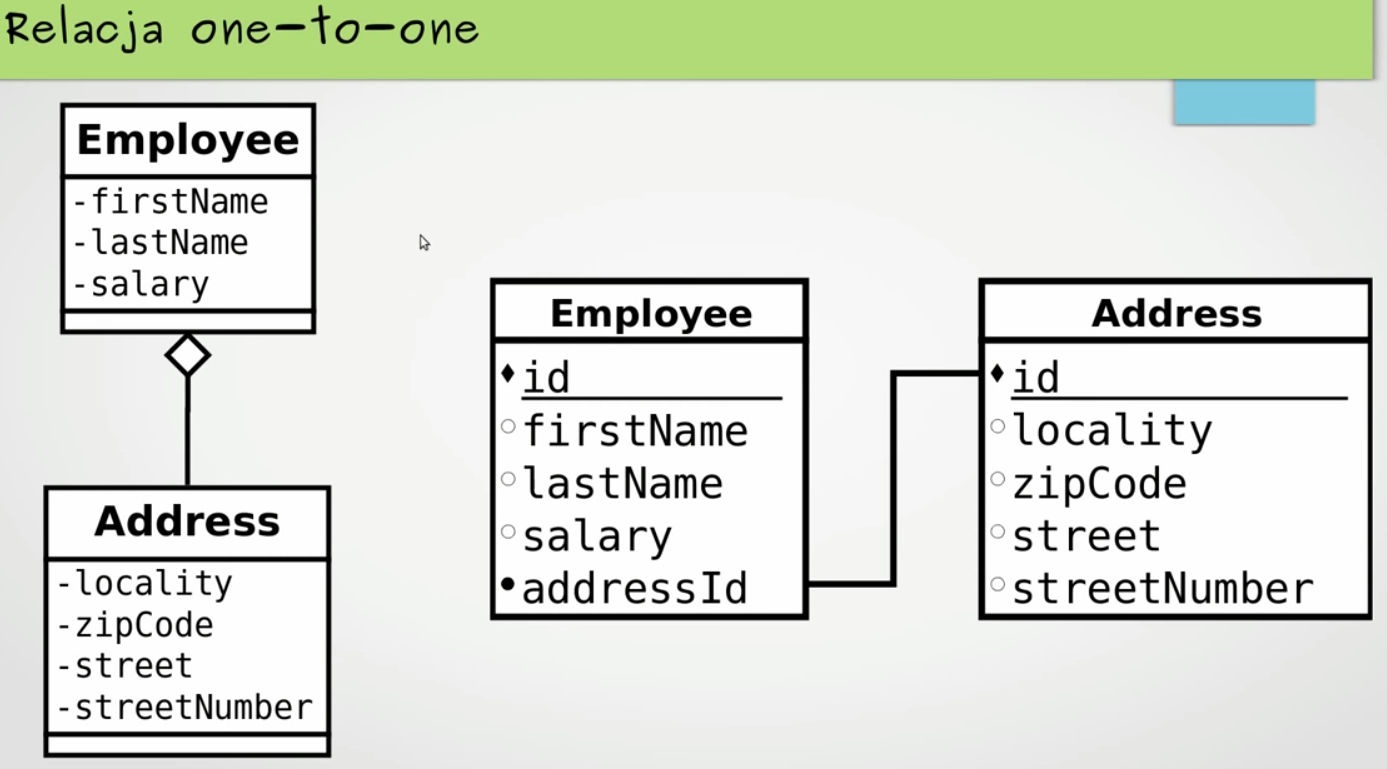 Relacja one-to-one
Employee
-firstName
-lastName
-salary
Address
-locality
-zipCode
-street
-streetNumber
Employee
id
firstName
lastName
salary
addressId
Address
id
locality
zipCode
street
streetNumber